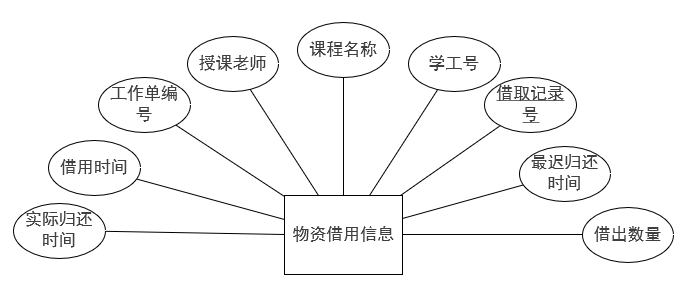 课程名称
授课老师
学工号
工作单编
号
借取记录
号
借用时间
最迟归还
时间
实际归还
时间
物资借用信息
借出数量